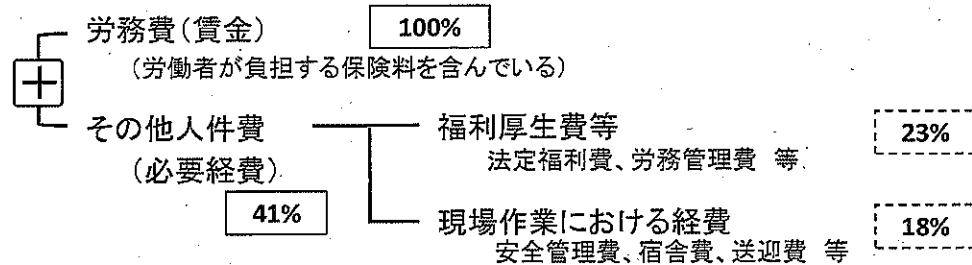 労務費(賃金) 100%
(労働者が負担する保険料を含んでいる)
+
その他人件費 福利厚生費等 23%
(必要経費) 法定福利費、労務管理費 等
41%
現場作業における経費 18%
安全管理費、宿舎費、送迎費 等